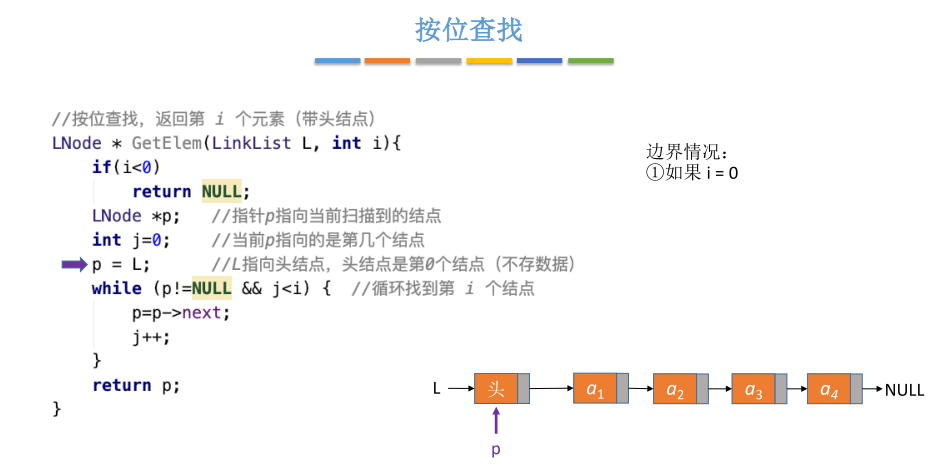 按位查找
//按位查找，返回第 i 个元素（带头结点）
LNode * GetElem(LinkList L, int i){
    if(i<0)
        return NULL;
    LNode *p;   //指针p指向当前扫描到的结点
    int j=0;    //当前p指向的是第几个结点
    p = L;      //L指向头结点，头结点是第0个结点（不存数据）
    while (p!=NULL && j<i) {  //循环找到第 i 个结点
        p=p->next;
        j++;
    }
    return p;
}
边界情况：
①如果 i = 0
L 头 a1 a2 a3 a4 NULL
p